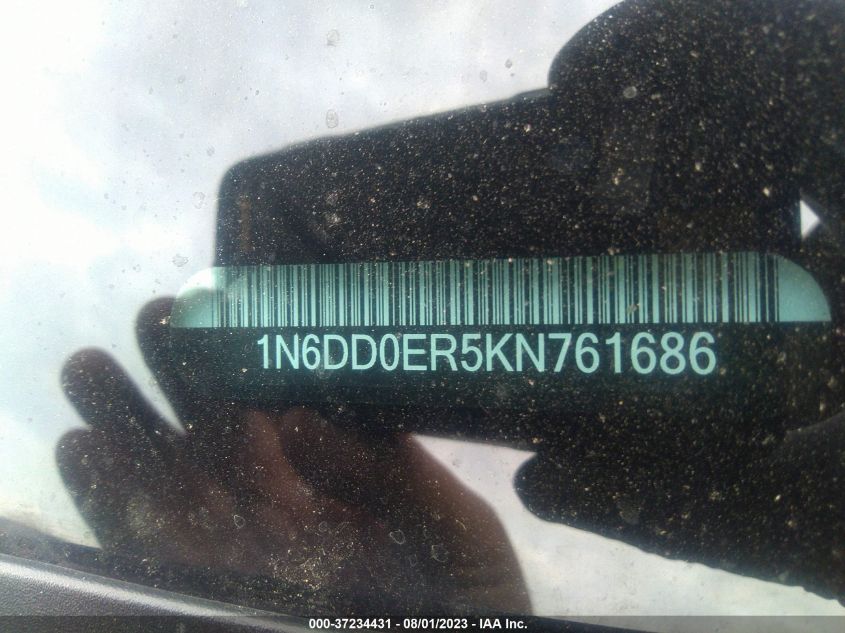 1N6DD0ER5KN761686
000-37234431 - 08/01/2023 - IAA Inc.